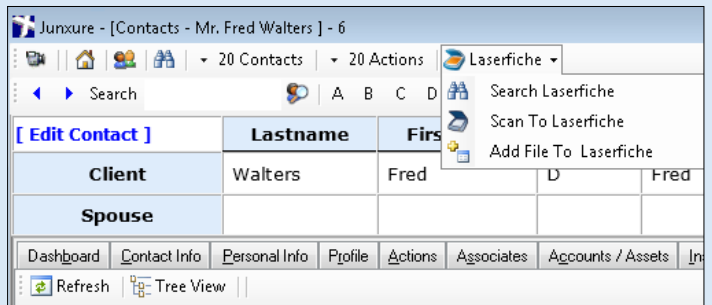 Junxure - [Contacts - Mr. Fred Walters ] - 6
20 Contacts 20 Actions Laserfiche
Search A B C D
Search Laserfiche
Scan To Laserfiche
Add File To Laserfiche
[ Edit Contact ] Lastname Firs
Client Walters Fred D Fred
Spouse
Dashboard Contact Info Personal Info Profile Actions Associates Accounts / Assets In
Refresh Tree View